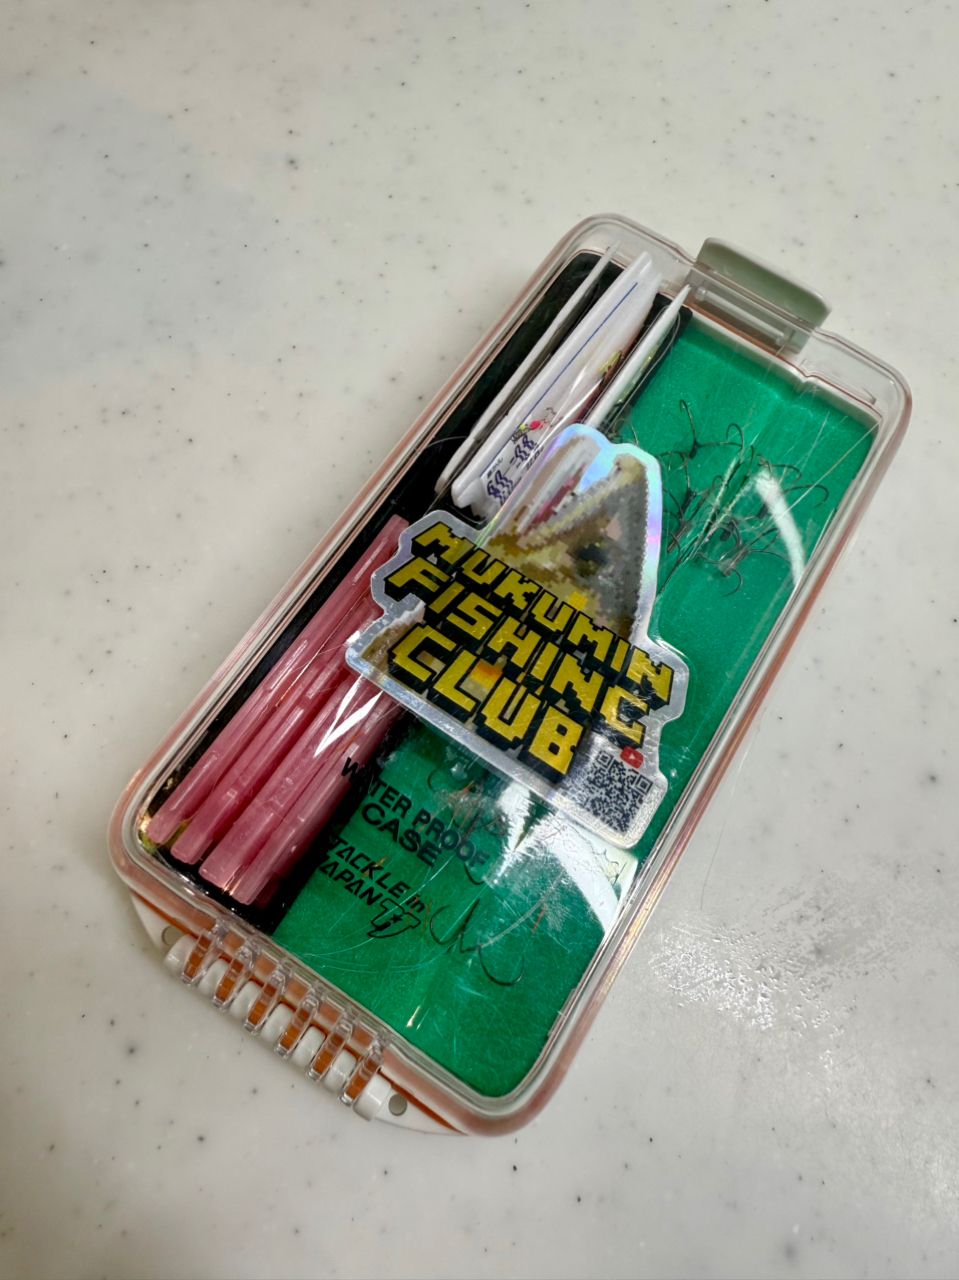 MUKUMIN
FISHING
CLUB
WATER PROOF
CASE
TACKLE in
JAPAN